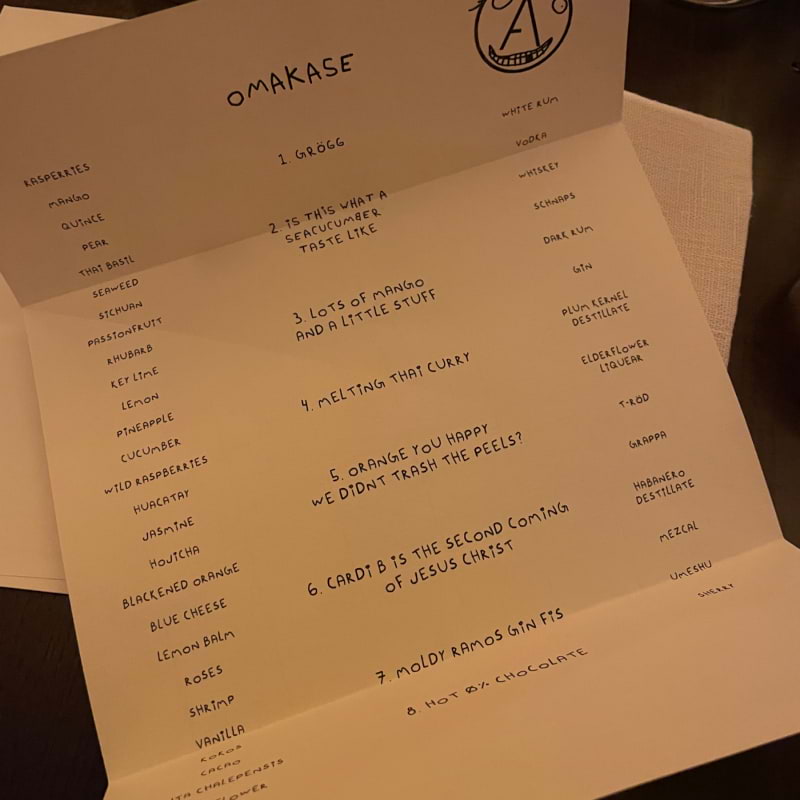 OMAKASE
A
RASPERRIES
MANGO
QUINCE
PEAR
THAI BASIL
SEAWEED
SICHUAN
PASSIONFRUIT
RHUBARB
KEY LIME
LEMON
PINEAPPLE
CUCUMBER
WILD RASPBERRIES
HUACATAY
JASMINE
HOJICHA
BLACKENED ORANGE
BLUE CHEESE
LEMON BALM
ROSES
SHRIMP
VANILLA
KOKOS
CACAO
CHALEPENSIS
1. GRÖGG
2. IS THIS WHAT A
SEACUCUMBER
TASTE LIKE
3. LOTS OF MANGO
AND A LITTLE STUFF
4. MELTING THAI CURRY
5. ORANGE YOU HAPPY
WE DIDNT TRASH THE PEELS?
6. CARDI B IS THE SECOND COMING
OF JESUS CHRIST
7. MOLDY RAMOS GIN FIS
8. HOT 0% CHOCOLATE
WHITE RUM
VODKA
WHISKEY
SCHNAPS
DARK RUM
GIN
PLUM KERNEL
DESTILLATE
ELDERFLOWER
LIQUEAR
T-RÖD
GRAPPA
HABANERO
DESTILLATE
MEZCAL
UMESHU
SHERRY